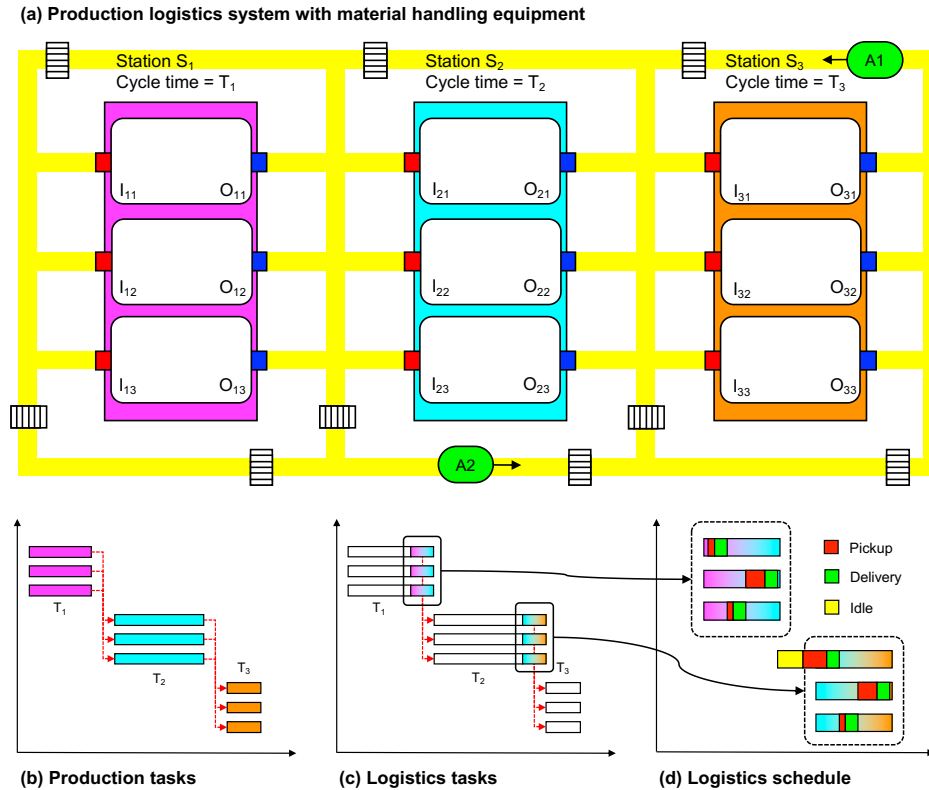 (a) Production logistics system with material handling equipment
Station S₁
Cycle time = T₁
Station S₂
Cycle time = T₂
Station S₃
Cycle time = T₃
A1
I₁₁ O₁₁
I₂₁ O₂₁
I₃₁ O₃₁
I₁₂ O₁₂
I₂₂ O₂₂
I₃₂ O₃₂
I₁₃ O₁₃
I₂₃ O₂₃
I₃₃ O₃₃
A2
T₁
T₂
T₃
(b) Production tasks
T₁
T₂
T₃
(c) Logistics tasks
Pickup
Delivery
Idle
(d) Logistics schedule